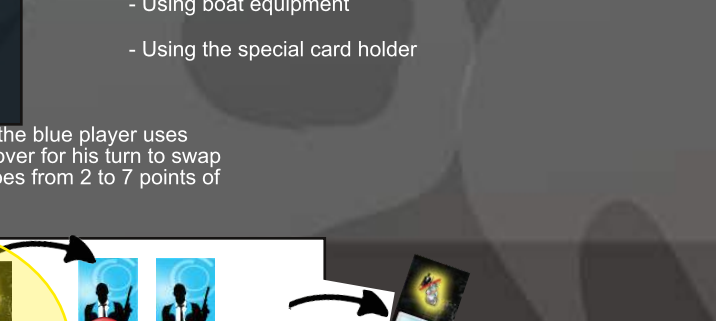 - Using boat equipment
- Using the special card holder
the blue player uses
over for his turn to swap
oes from 2 to 7 points of